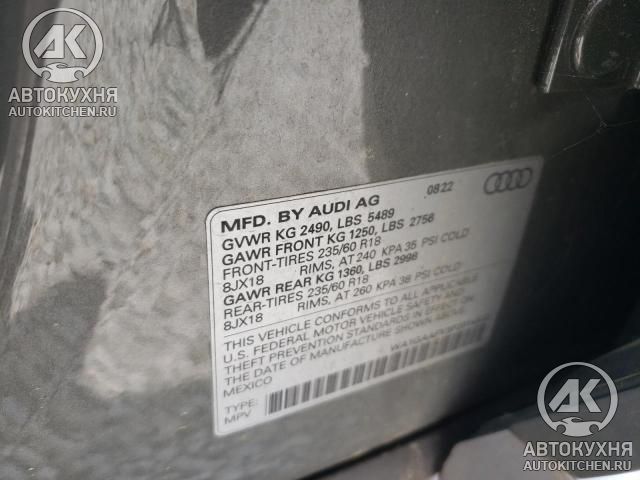 АК
АВТОКУХНЯ
AUTOKITCHEN.RU
MFD. BY AUDI AG 08.22
GVWR KG 2490, LBS 5489
GAWR FRONT KG 1250, LBS 2756
FRONT-TIRES 235/60 R18
8JX18 RIMS, AT 240 KPA 35 PSI COLD
GAWR REAR KG 1360, LBS 2998
REAR-TIRES 235/60 R18
8JX18 RIMS, AT 260 KPA 38 PSI COLD
THIS VEHICLE CONFORMS TO ALL APPLICABLE
U.S. FEDERAL MOTOR VEHICLE SAFETY AND
THEFT PREVENTION STANDARDS IN EFFECT ON
THE DATE OF MANUFACTURE SHOWN ABOVE.
MEXICO
TYPE:
MPV
АК
АВТОКУХНЯ
AUTOKITCHEN.RU